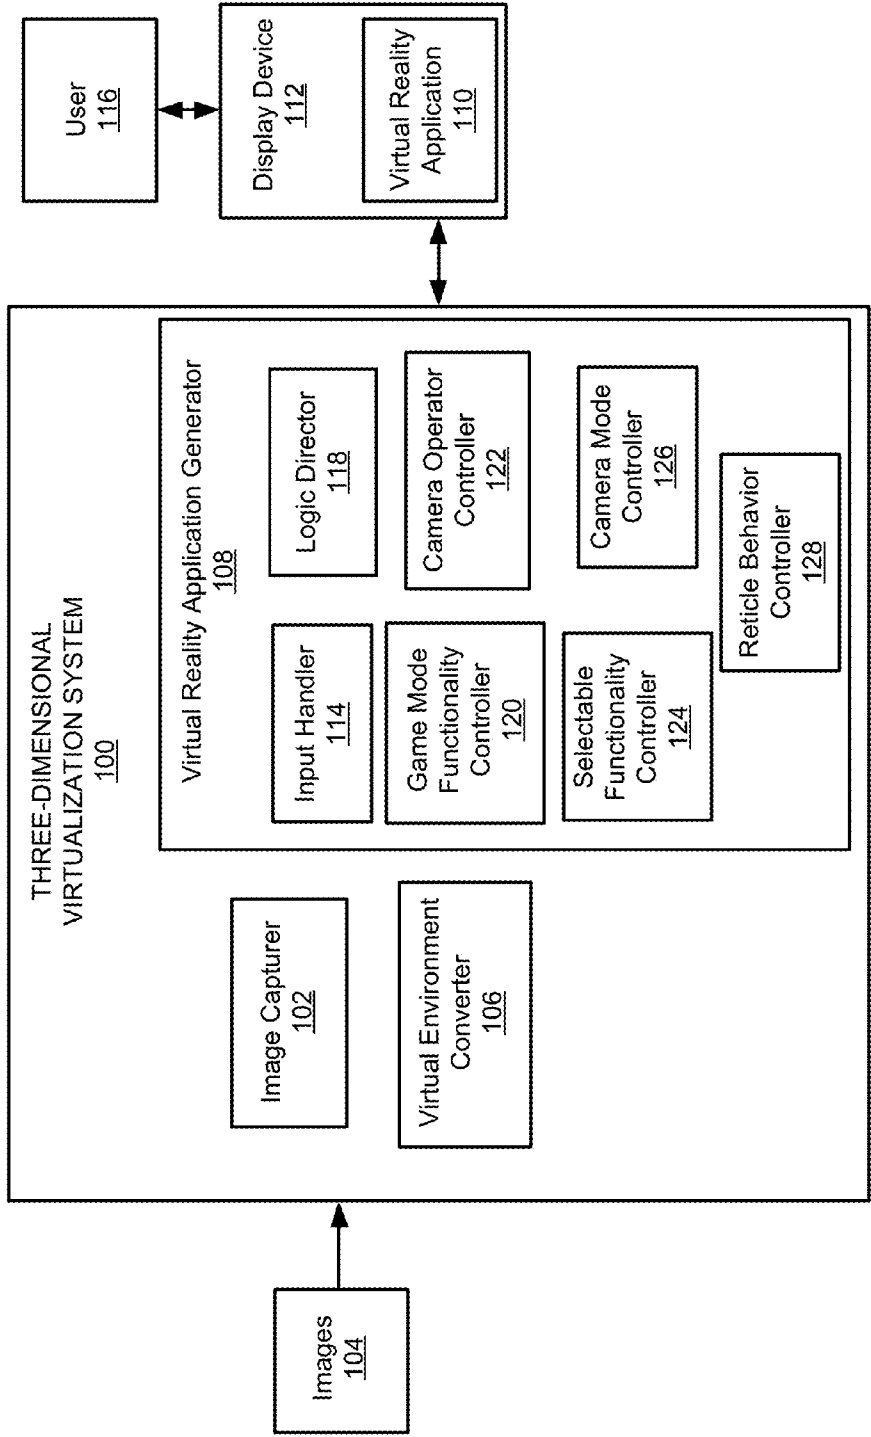 THREE-DIMENSIONAL
VIRTUALIZATION SYSTEM
100
Images
104
Image Capturer
102
Virtual Environment
Converter
106
Virtual Reality Application Generator
108
Input Handler
114
Logic Director
118
Game Mode
Functionality
Controller
120
Camera Operator
Controller
122
Selectable
Functionality
Controller
124
Camera Mode
Controller
126
Reticle Behavior
Controller
128
User
116
Display Device
112
Virtual Reality
Application
110